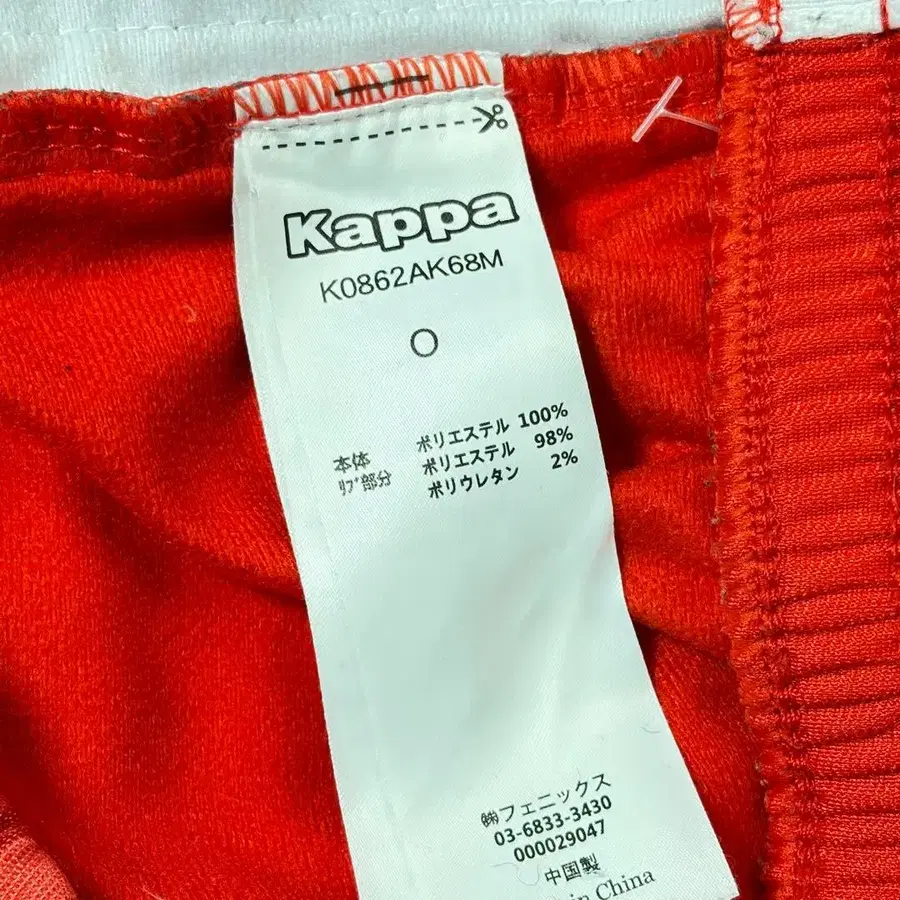 Kappa
K0862AK68M
O
本体 ポリエステル 100%
リブ部分 ポリエステル 98%
ポリウレタン 2%
㈱フェニックス
03-6833-3430
000029047
中国製
in China